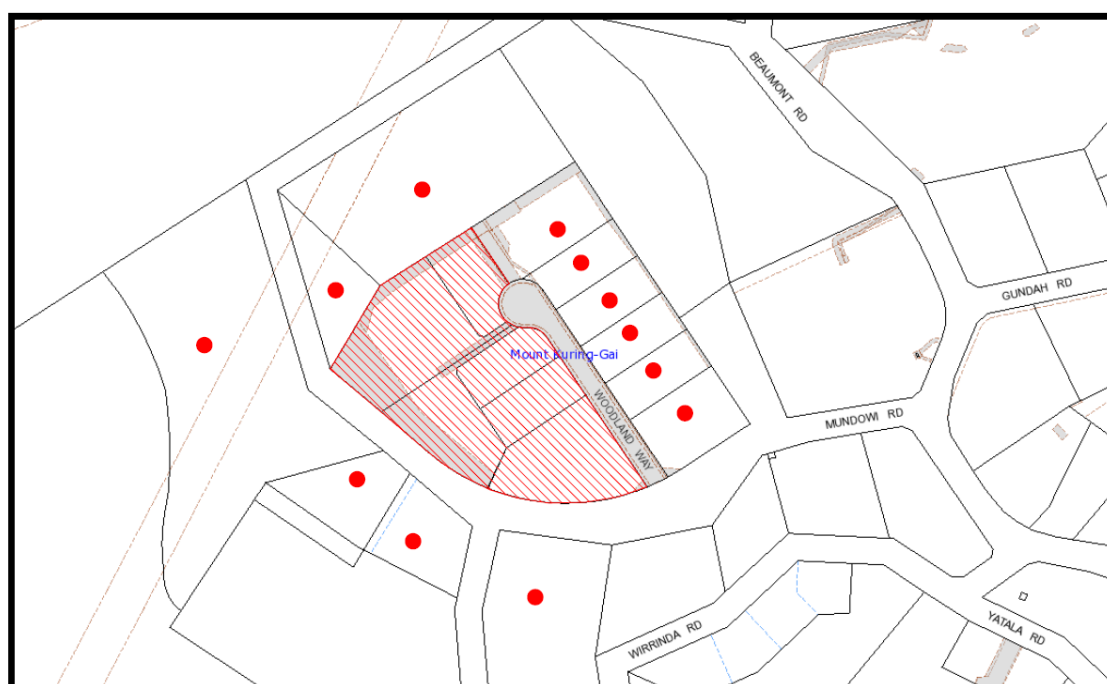 BEAUMONT RD
GUNDAH RD
Mount Kuring-Gai
WOODLAND WAY
MUNDOWI RD
WIRRINDA RD
YATALA RD